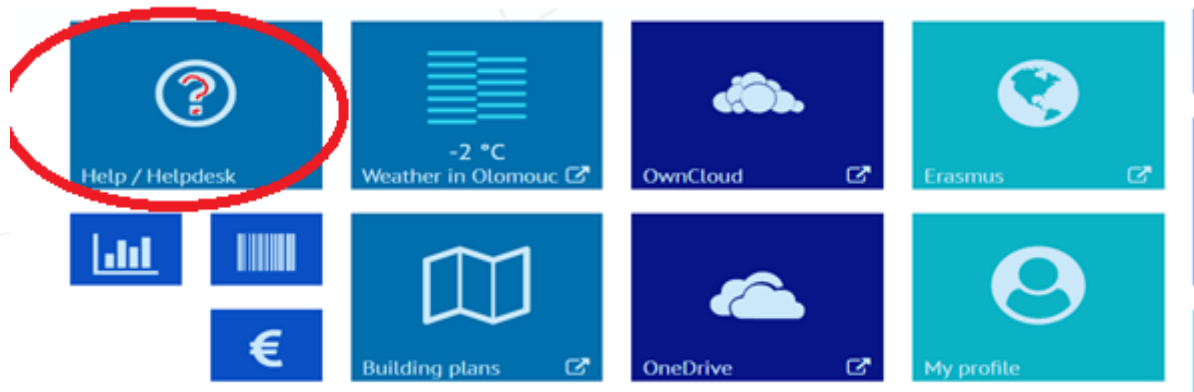 -2 °C
Help / Helpdesk
Weather in Olomouc
OwnCloud
Erasmus
€
Building plans
OneDrive
My profile